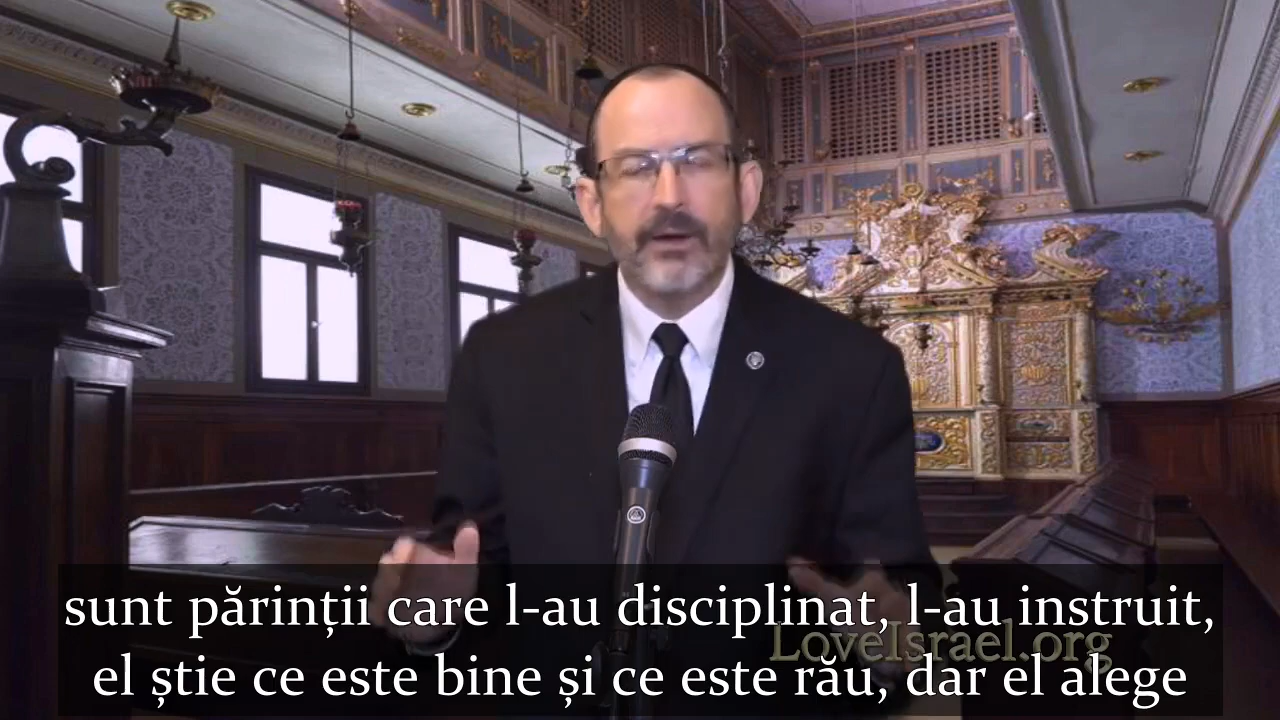 sunt părinții care l-au disciplinat, l-au instruit,
LoveIsrael.org
el știe ce este bine și ce este rău, dar el alege